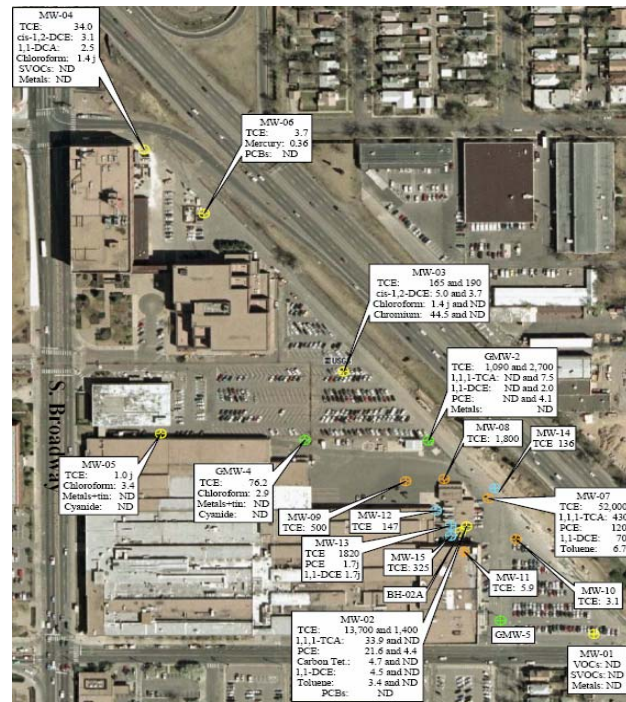 MW-04
TCE: 34.0
cis-1,2-DCE: 3.1
1,1-DCA: 2.5
Chloroform: 1.4 j
SVOCs: ND
Metals: ND
MW-06
TCE: 3.7
Mercury: 0.36
PCBs: ND
MW-03
TCE: 165 and 190
cis-1,2-DCE: 5.0 and 3.7
Chloroform: 1.4 j and ND
Chromium: 44.5 and ND
USGS
GMW-2
TCE: 1,090 and 2,700
1,1,1-TCA: ND and 7.5
1,1-DCE: ND and 2.0
PCE: ND and 4.1
Metals: ND
S. Broadway
MW-08
TCE: 1,800
MW-14
TCE 136
MW-05
TCE: 1.0 j
Chloroform: 3.4
Metals+tin: ND
Cyanide: ND
GMW-4
TCE: 76.2
Chloroform: 2.9
Metals+tin: ND
Cyanide: ND
MW-09
TCE: 500
MW-12
TCE 147
MW-07
TCE: 52,000
1,1,1-TCA: 430
PCE: 120
1,1-DCE: 70
Toluene: 6.7
MW-13
TCE 1820
PCE 1.7j
1,1-DCE 1.7j
MW-15
TCE: 325
BH-02A
MW-11
TCE: 5.9
MW-10
TCE: 3.1
MW-02
TCE: 13,700 and 1,400
1,1,1-TCA: 33.9 and ND
PCE: 21.6 and 4.4
Carbon Tet.: 4.7 and ND
1,1-DCE: 4.5 and ND
Toluene: 3.4 and ND
PCBs: ND
GMW-5
MW-01
VOCs: ND
SVOCs: ND
Metals: ND